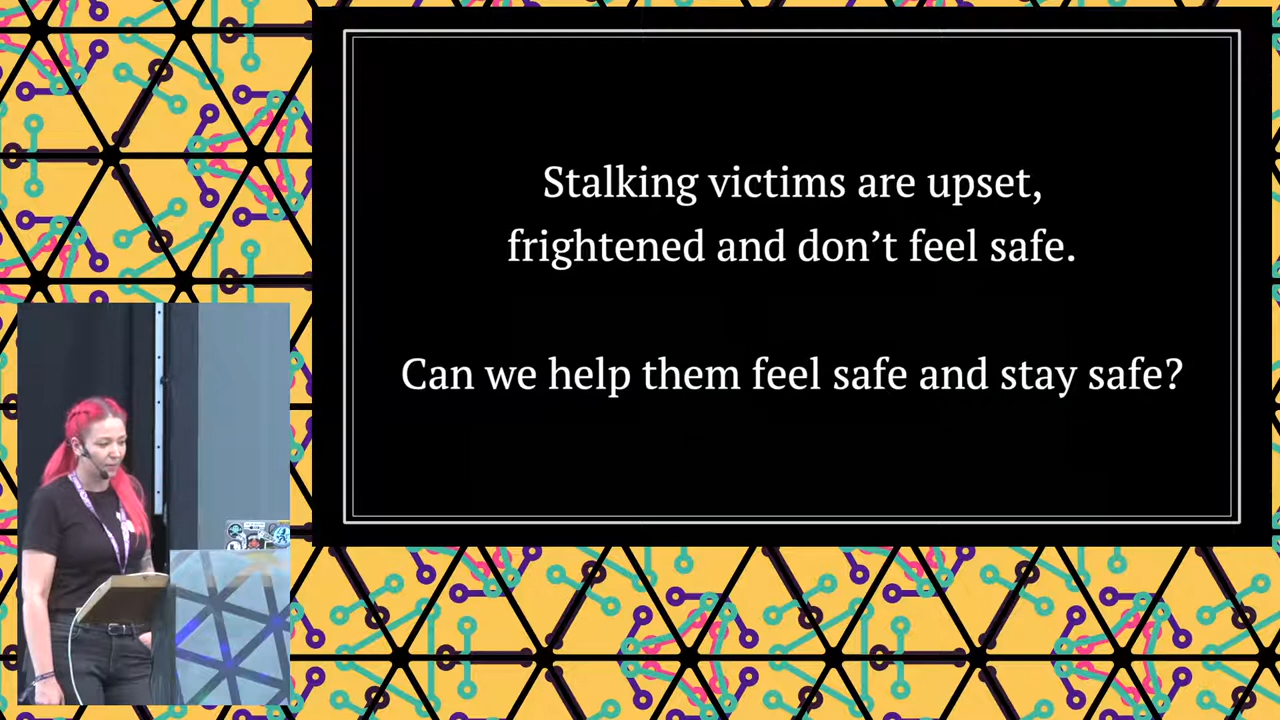 Stalking victims are upset,
frightened and don’t feel safe.
Can we help them feel safe and stay safe?